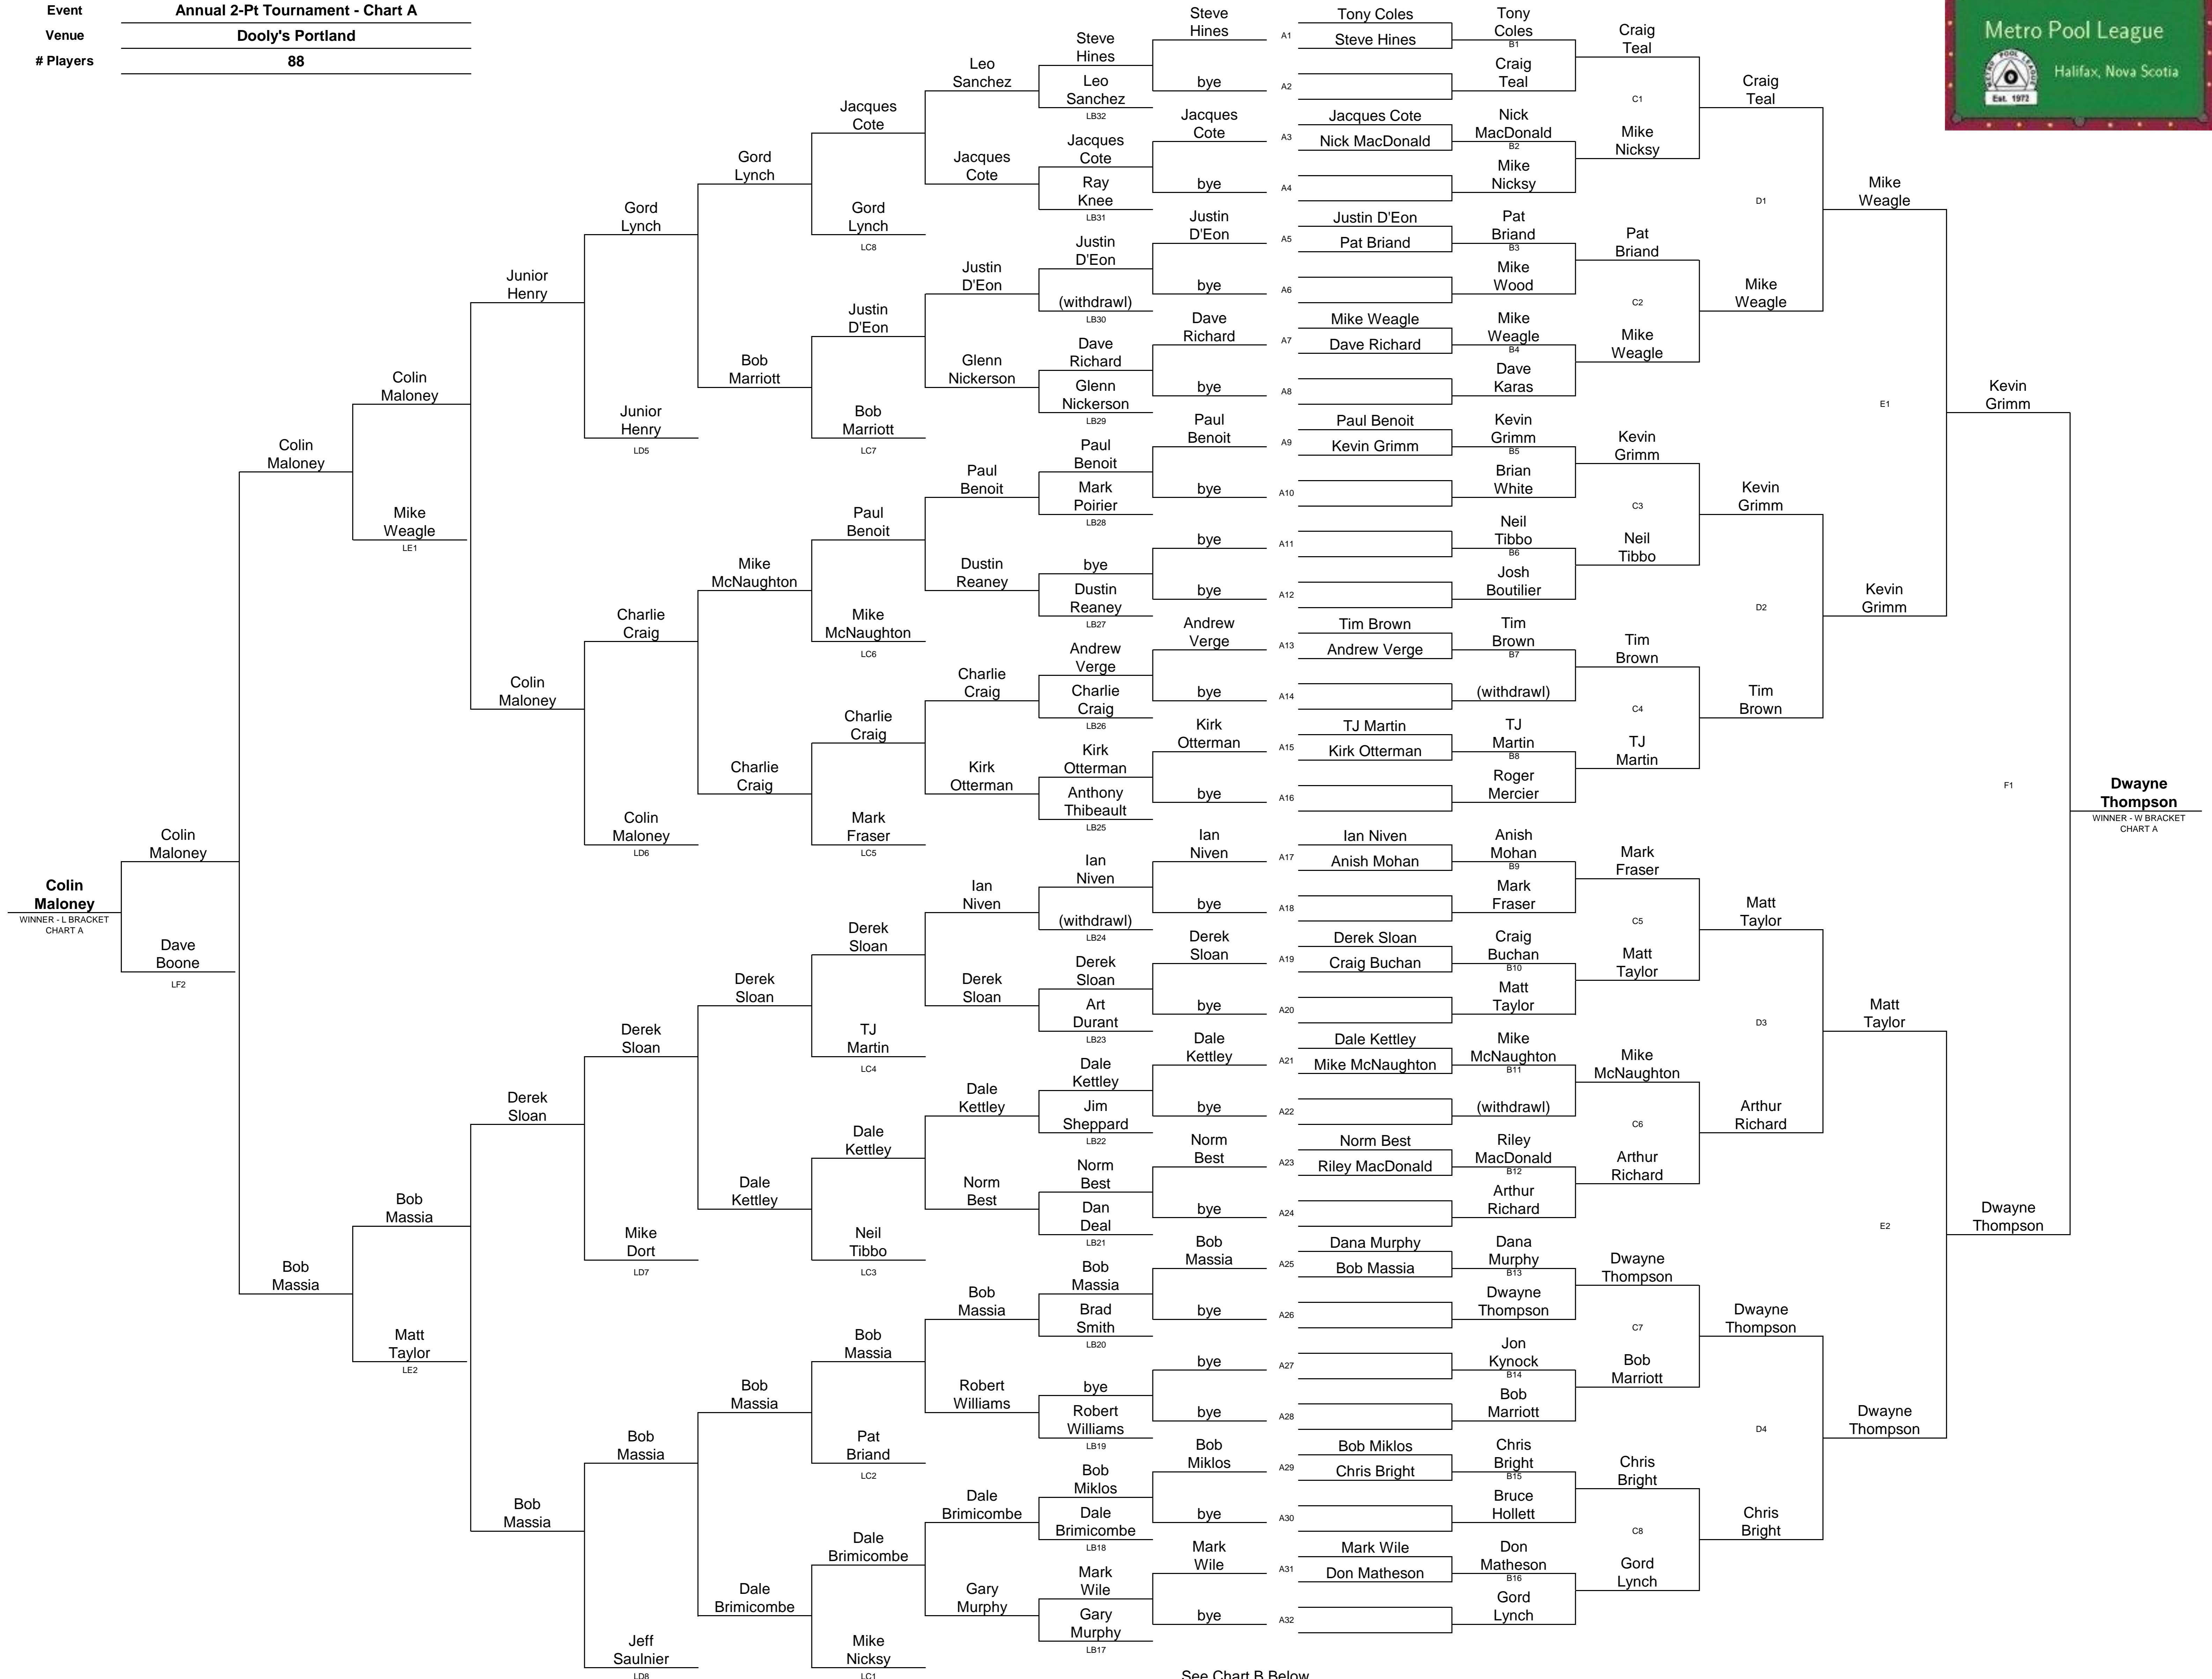 Event
Annual 2-Pt Tournament - Chart A
Venue
Dooly's Portland
# Players
88
Metro Pool League
Halifax, Nova Scotia
METRO POOL LEAGUE
Est. 1972
Colin
Maloney
WINNER - L BRACKET
CHART A
Colin
Maloney
Dave
Boone
LF2
Colin
Maloney
Bob
Massia
Colin
Maloney
Mike
Weagle
LE1
Bob
Massia
Matt
Taylor
LE2
Junior
Henry
Colin
Maloney
Derek
Sloan
Bob
Massia
Gord
Lynch
Junior
Henry
LD5
Charlie
Craig
Colin
Maloney
LD6
Derek
Sloan
Mike
Dort
LD7
Bob
Massia
Jeff
Saulnier
LD8
Gord
Lynch
Bob
Marriott
Mike
McNaughton
Charlie
Craig
Derek
Sloan
Dale
Kettley
Bob
Massia
Dale
Brimicombe
Jacques
Cote
Gord
Lynch
LC8
Justin
D'Eon
Bob
Marriott
LC7
Paul
Benoit
Mike
McNaughton
LC6
Charlie
Craig
Mark
Fraser
LC5
Derek
Sloan
TJ
Martin
LC4
Dale
Kettley
Neil
Tibbo
LC3
Bob
Massia
Pat
Briand
LC2
Dale
Brimicombe
Mike
Nicksy
LC1
Leo
Sanchez
Jacques
Cote
Justin
D'Eon
Glenn
Nickerson
Paul
Benoit
Dustin
Reaney
Charlie
Craig
Kirk
Otterman
Ian
Niven
Derek
Sloan
Dale
Kettley
Norm
Best
Bob
Massia
Robert
Williams
Dale
Brimicombe
Gary
Murphy
Steve
Hines
Leo
Sanchez
LB32
Jacques
Cote
Ray
Knee
LB31
Justin
D'Eon
(withdrawl)
LB30
Dave
Richard
Glenn
Nickerson
LB29
Paul
Benoit
Mark
Poirier
LB28
bye
Dustin
Reaney
LB27
Andrew
Verge
Charlie
Craig
LB26
Kirk
Otterman
Anthony
Thibeault
LB25
Ian
Niven
(withdrawl)
LB24
Derek
Sloan
Art
Durant
LB23
Dale
Kettley
Jim
Sheppard
LB22
Norm
Best
Dan
Deal
LB21
Bob
Massia
Brad
Smith
LB20
bye
Robert
Williams
LB19
Bob
Miklos
Dale
Brimicombe
LB18
Mark
Wile
Gary
Murphy
LB17
Steve
Hines
bye
Jacques
Cote
bye
Justin
D'Eon
bye
Dave
Richard
bye
Paul
Benoit
bye
bye
bye
Andrew
Verge
bye
Kirk
Otterman
bye
Ian
Niven
bye
Derek
Sloan
bye
Dale
Kettley
bye
Norm
Best
bye
Bob
Massia
bye
bye
bye
Bob
Miklos
bye
Mark
Wile
bye
A1
A2
A3
A4
A5
A6
A7
A8
A9
A10
A11
A12
A13
A14
A15
A16
A17
A18
A19
A20
A21
A22
A23
A24
A25
A26
A27
A28
A29
A30
A31
A32
Tony Coles
Steve Hines
Jacques Cote
Nick MacDonald
Justin D'Eon
Pat Briand
Mike Weagle
Dave Richard
Paul Benoit
Kevin Grimm
Tim Brown
Andrew Verge
TJ Martin
Kirk Otterman
Ian Niven
Anish Mohan
Derek Sloan
Craig Buchan
Dale Kettley
Mike McNaughton
Norm Best
Riley MacDonald
Dana Murphy
Bob Massia
Bob Miklos
Chris Bright
Mark Wile
Don Matheson
Tony
Coles
B1
Craig
Teal
Nick
MacDonald
B2
Mike
Nicksy
Pat
Briand
B3
Mike
Wood
Mike
Weagle
B4
Dave
Karas
Kevin
Grimm
B5
Brian
White
Neil
Tibbo
B6
Josh
Boutilier
Tim
Brown
B7
(withdrawl)
TJ
Martin
B8
Roger
Mercier
Anish
Mohan
B9
Mark
Fraser
Craig
Buchan
B10
Matt
Taylor
Mike
McNaughton
B11
(withdrawl)
Riley
MacDonald
B12
Arthur
Richard
Dana
Murphy
B13
Dwayne
Thompson
Jon
Kynock
B14
Bob
Marriott
Chris
Bright
B15
Bruce
Hollett
Don
Matheson
B16
Gord
Lynch
Craig
Teal
C1
Mike
Nicksy
Pat
Briand
C2
Mike
Weagle
Kevin
Grimm
C3
Neil
Tibbo
Tim
Brown
C4
TJ
Martin
Mark
Fraser
C5
Matt
Taylor
Mike
McNaughton
C6
Arthur
Richard
Dwayne
Thompson
C7
Bob
Marriott
Chris
Bright
C8
Gord
Lynch
Craig
Teal
D1
Mike
Weagle
Kevin
Grimm
D2
Tim
Brown
Matt
Taylor
D3
Arthur
Richard
Dwayne
Thompson
D4
Chris
Bright
Mike
Weagle
E1
Kevin
Grimm
Matt
Taylor
E2
Dwayne
Thompson
Kevin
Grimm
F1
Dwayne
Thompson
Dwayne
Thompson
WINNER - W BRACKET
CHART A
See Chart B Below